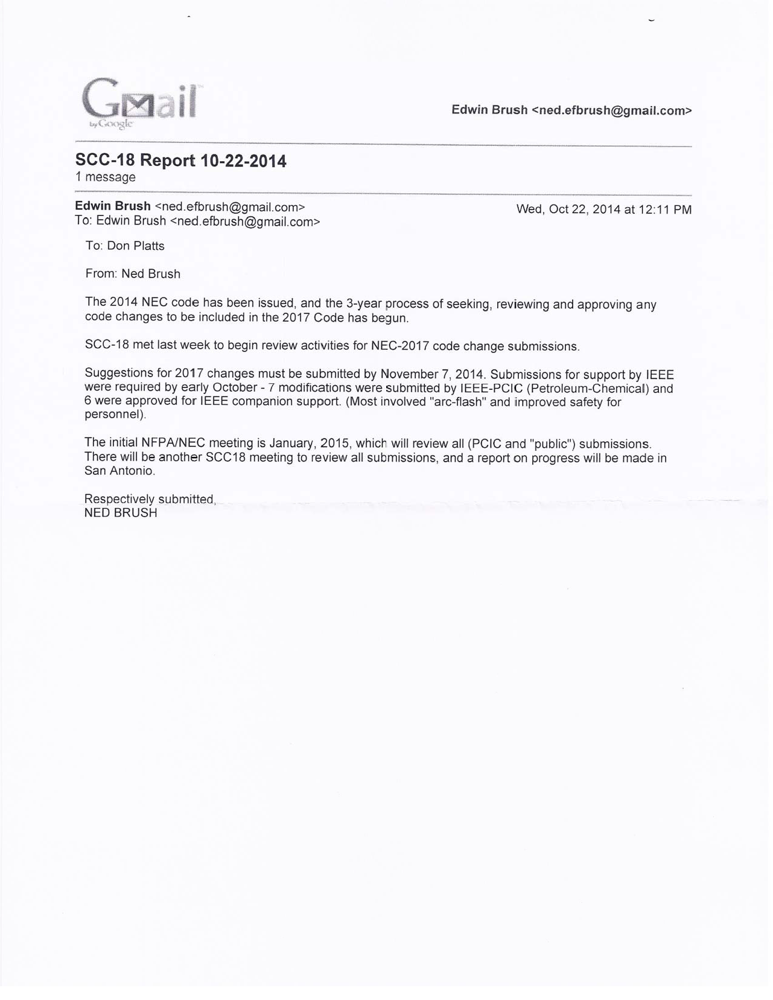 Gmail
by Google
Edwin Brush <ned.efbrush@gmail.com>
SCC-18 Report 10-22-2014
1 message
Edwin Brush <ned.efbrush@gmail.com>
Wed, Oct 22, 2014 at 12:11 PM
To: Edwin Brush <ned.efbrush@gmail.com>
To: Don Platts
From: Ned Brush
The 2014 NEC code has been issued, and the 3-year process of seeking, reviewing and approving any
code changes to be included in the 2017 Code has begun.
SCC-18 met last week to begin review activities for NEC-2017 code change submissions.
Suggestions for 2017 changes must be submitted by November 7, 2014. Submissions for support by IEEE
were required by early October - 7 modifications were submitted by IEEE-PCIC (Petroleum-Chemical) and
6 were approved for IEEE companion support. (Most involved "arc-flash" and improved safety for
personnel).
The initial NFPA/NEC meeting is January, 2015, which will review all (PCIC and "public") submissions.
There will be another SCC18 meeting to review all submissions, and a report on progress will be made in
San Antonio.
Respectively submitted,
NED BRUSH